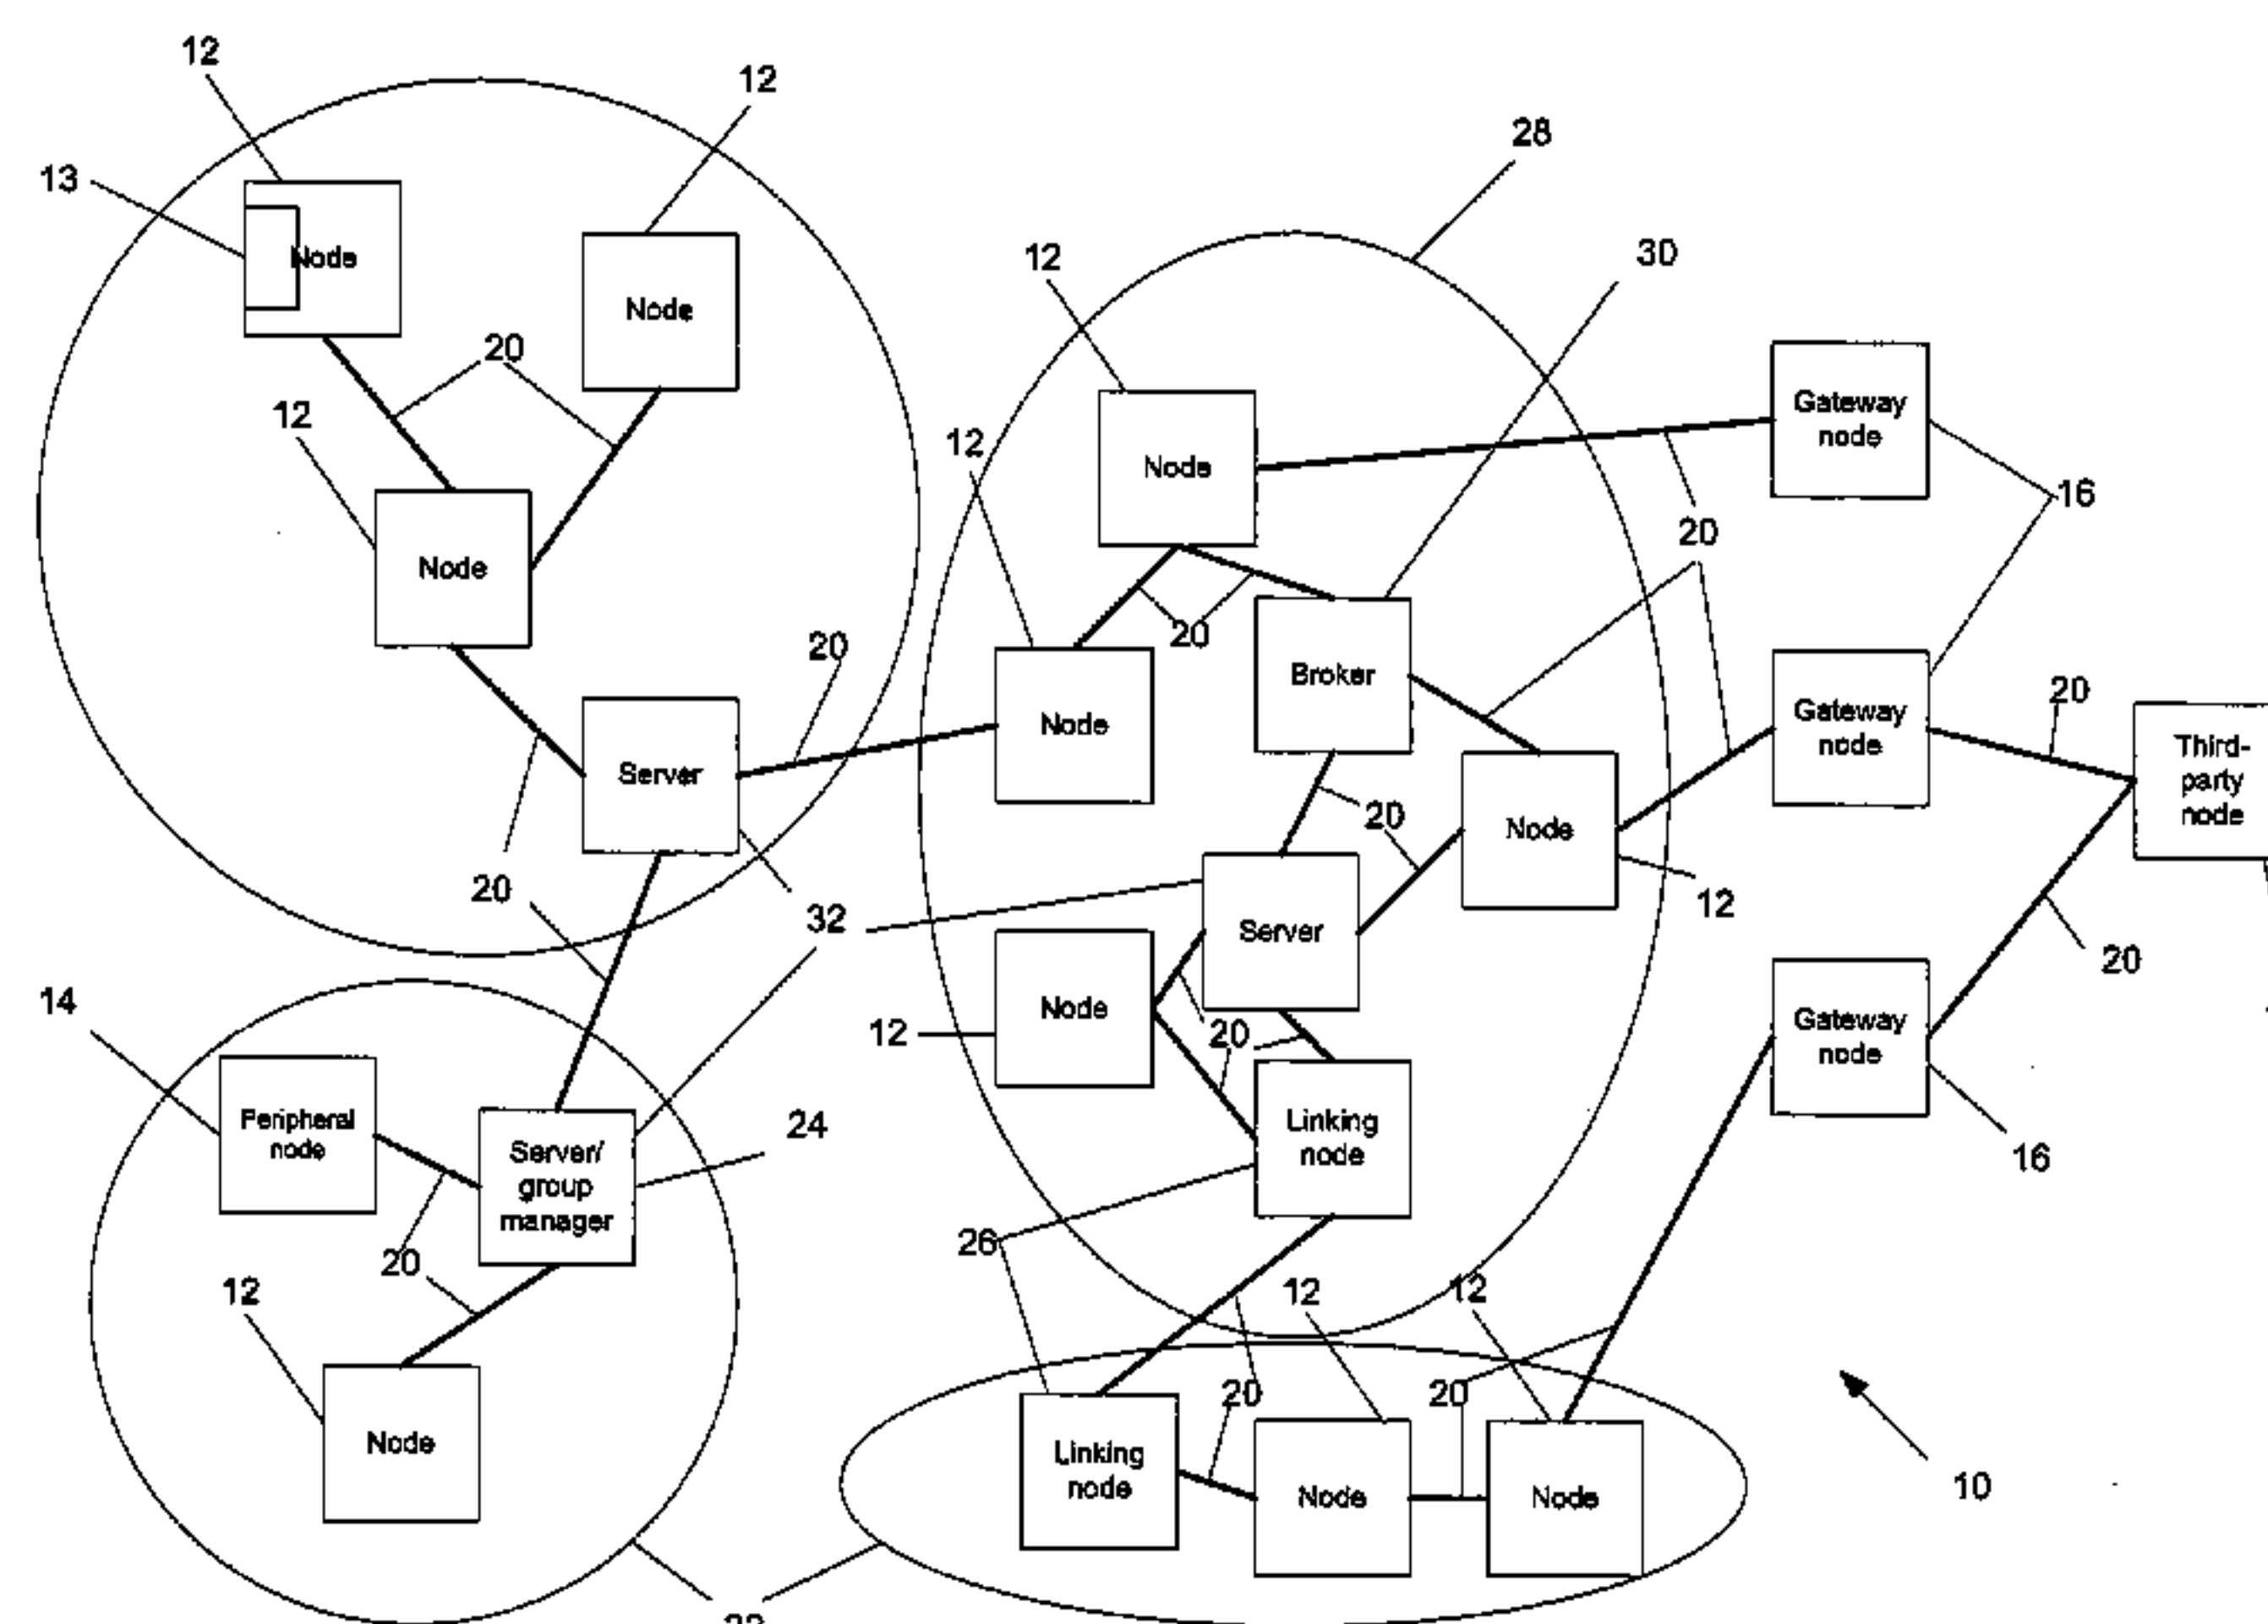 12
12
28
13
30
12
Node
Node
20
Gateway
node
12
12
Node
16
20
Node
20
20
Broker
Gateway
node
20
Node
Third-
party
node
Server
20
Node
20
12
32
Server
20
14
Node
12
20
Gateway
node
Peripheral
node
24
Linking
node
Server/
group
manager
16
26
20
12
12
12
20
20
Node
Linking
node
Node
Node
10